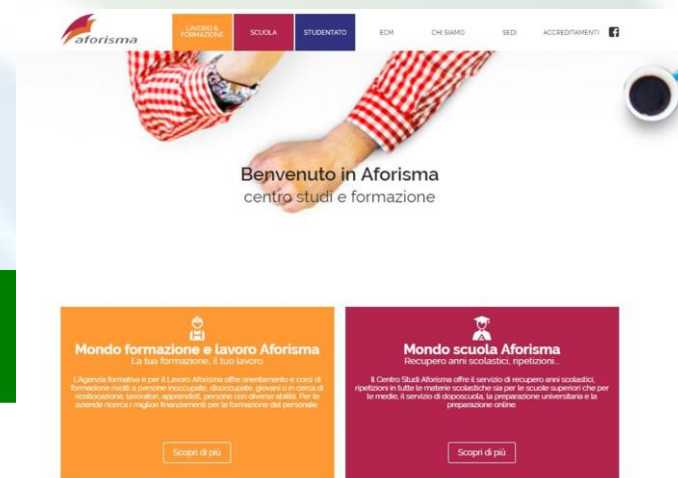 aforisma
LAVORO &
FORMAZIONE
SCUOLA
STUDENTATO
ECM
CHI SIAMO
SEDI
ACCREDITAMENTI
Benvenuto in Aforisma
centro studi e formazione
Mondo formazione e lavoro Aforisma
La tua formazione, il tuo lavoro
L'Agenzia formativa e per il Lavoro Aforisma offre orientamento e corsi di
formazione rivolti a persone inoccupate, disoccupate, giovani o in cerca di
ricollocazione, lavoratori, apprendisti, persone con diverse abilità. Per le
aziende ricerca i migliori finanziamenti per la formazione del personale.
Scopri di più
Mondo scuola Aforisma
Recupero anni scolastici, ripetizioni...
Il Centro Studi Aforisma offre il servizio di recupero anni scolastici,
ripetizioni in tutte le materie scolastiche sia per le scuole superiori che per
le medie, il servizio di doposcuola, la preparazione universitaria e la
preparazione online.
Scopri di più